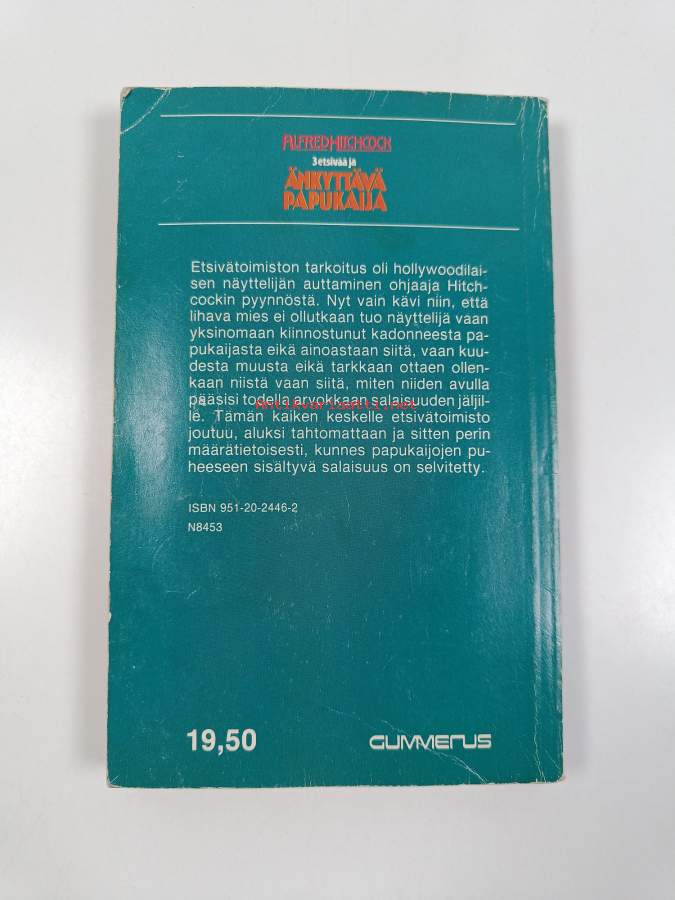 ALFRED HITCHCOCK
3 etsivää ja
ÄNKYTTÄVÄ
PAPUKAIJA
Etsivätoimiston tarkoitus oli hollywoodilai-
sen näyttelijän auttaminen ohjaaja Hitch-
cockin pyynnöstä. Nyt vain kävi niin, että
lihava mies ei ollutkaan tuo näyttelijä vaan
yksinomaan kiinnostunut kadonneesta pa-
pukaijasta eikä ainoastaan siitä, vaan kuu-
desta muusta eikä tarkkaan ottaen ollen-
kaan niistä vaan siitä, miten niiden avulla
pääsisi todella arvokkaan salaisuuden jäljil-
Antikvariaatti.net
le. Tämän kaiken keskelle etsivätoimisto
joutuu, aluksi tahtomattaan ja sitten perin
määrätietoisesti, kunnes papukaijojen pu-
heeseen sisältyvä salaisuus on selvitetty.
ISBN 951-20-2446-2
N8453
19,50
GUMMERUS